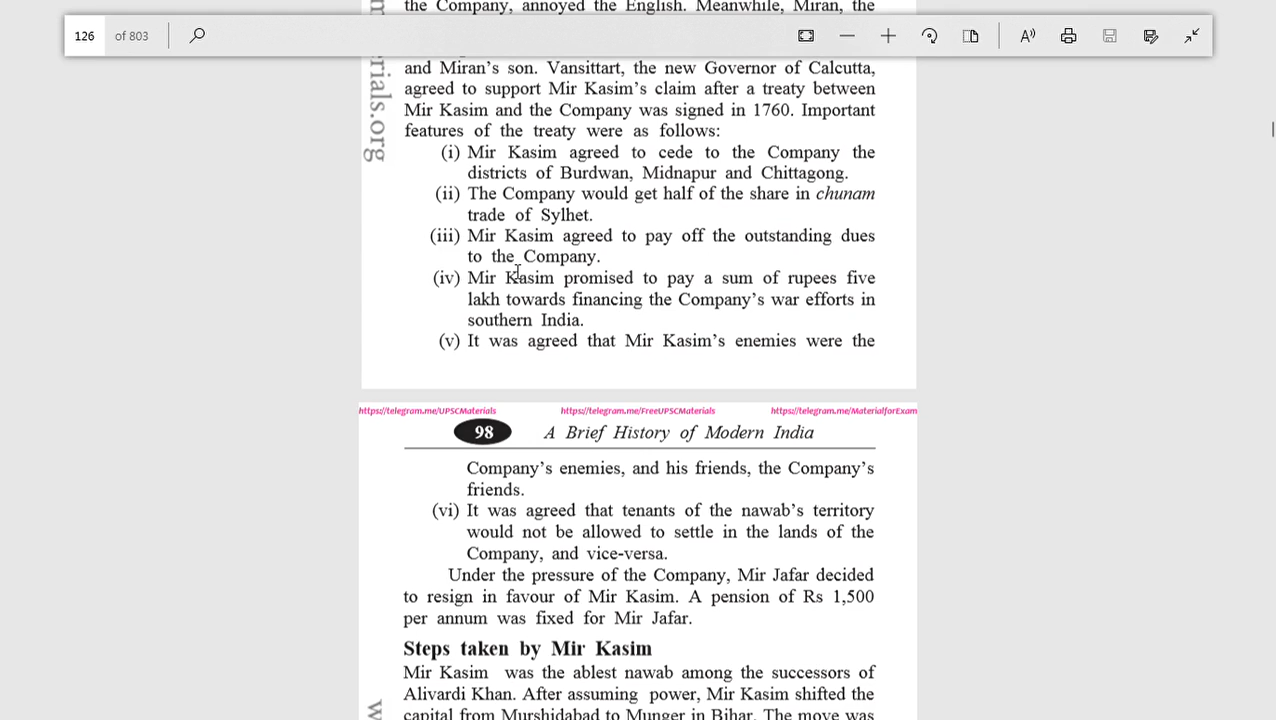 the Company, annoyed the English. Meanwhile, Miran, the
126 of 803
and Miran's son. Vansittart, the new Governor of Calcutta,
agreed to support Mir Kasim's claim after a treaty between
Mir Kasim and the Company was signed in 1760. Important
features of the treaty were as follows:
(i) Mir Kasim agreed to cede to the Company the
districts of Burdwan, Midnapur and Chittagong.
(ii) The Company would get half of the share in chunam
trade of Sylhet.
(iii) Mir Kasim agreed to pay off the outstanding dues
to the Company.
(iv) Mir Kasim promised to pay a sum of rupees five
lakh towards financing the Company's war efforts in
southern India.
(v) It was agreed that Mir Kasim's enemies were the
rials.org
https://telegram.me/UPSCMaterials https://telegram.me/FreeUPSCMaterials https://telegram.me/MaterialforExam
98 A Brief History of Modern India
Company's enemies, and his friends, the Company's
friends.
(vi) It was agreed that tenants of the nawab's territory
would not be allowed to settle in the lands of the
Company, and vice-versa.
Under the pressure of the Company, Mir Jafar decided
to resign in favour of Mir Kasim. A pension of Rs 1,500
per annum was fixed for Mir Jafar.
Steps taken by Mir Kasim
Mir Kasim was the ablest nawab among the successors of
Alivardi Khan. After assuming power, Mir Kasim shifted the
capital from Murshidabad to Munger in Bihar. The move was